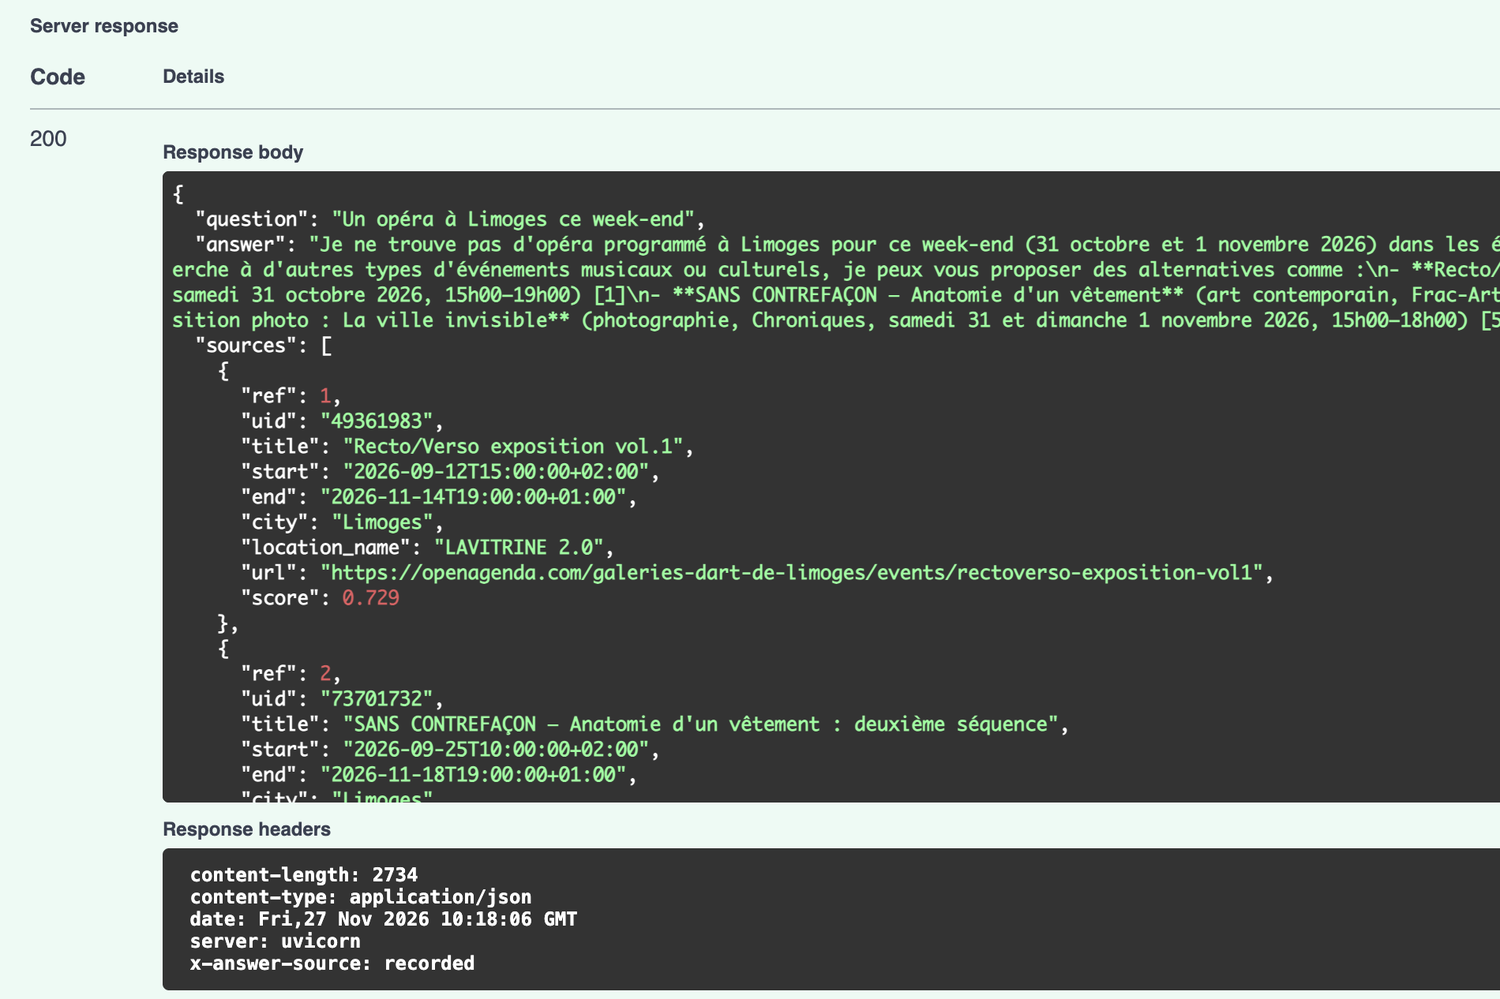 Server response
Code Details
200
Response body
{
"question": "Un opéra à Limoges ce week-end",
"answer": "Je ne trouve pas d'opéra programmé à Limoges pour ce week-end (31 octobre et 1 novembre 2026) dans les é
erche à d'autres types d'événements musicaux ou culturels, je peux vous proposer des alternatives comme :\n- **Recto/
samedi 31 octobre 2026, 15h00–19h00) [1]\n- **SANS CONTREFAÇON – Anatomie d'un vêtement** (art contemporain, Frac-Art
sition photo : La ville invisible** (photographie, Chroniques, samedi 31 et dimanche 1 novembre 2026, 15h00–18h00) [5
"sources": [
{
"ref": 1,
"uid": "49361983",
"title": "Recto/Verso exposition vol.1",
"start": "2026-09-12T15:00:00+02:00",
"end": "2026-11-14T19:00:00+01:00",
"city": "Limoges",
"location_name": "LAVITRINE 2.0",
"url": "https://openagenda.com/galeries-dart-de-limoges/events/rectoverso-exposition-vol1",
"score": 0.729
},
{
"ref": 2,
"uid": "73701732",
"title": "SANS CONTREFAÇON – Anatomie d'un vêtement : deuxième séquence",
"start": "2026-09-25T10:00:00+02:00",
"end": "2026-11-18T19:00:00+01:00",
"city": "Limoges"
Response headers
content-length: 2734
content-type: application/json
date: Fri,27 Nov 2026 10:18:06 GMT
server: uvicorn
x-answer-source: recorded